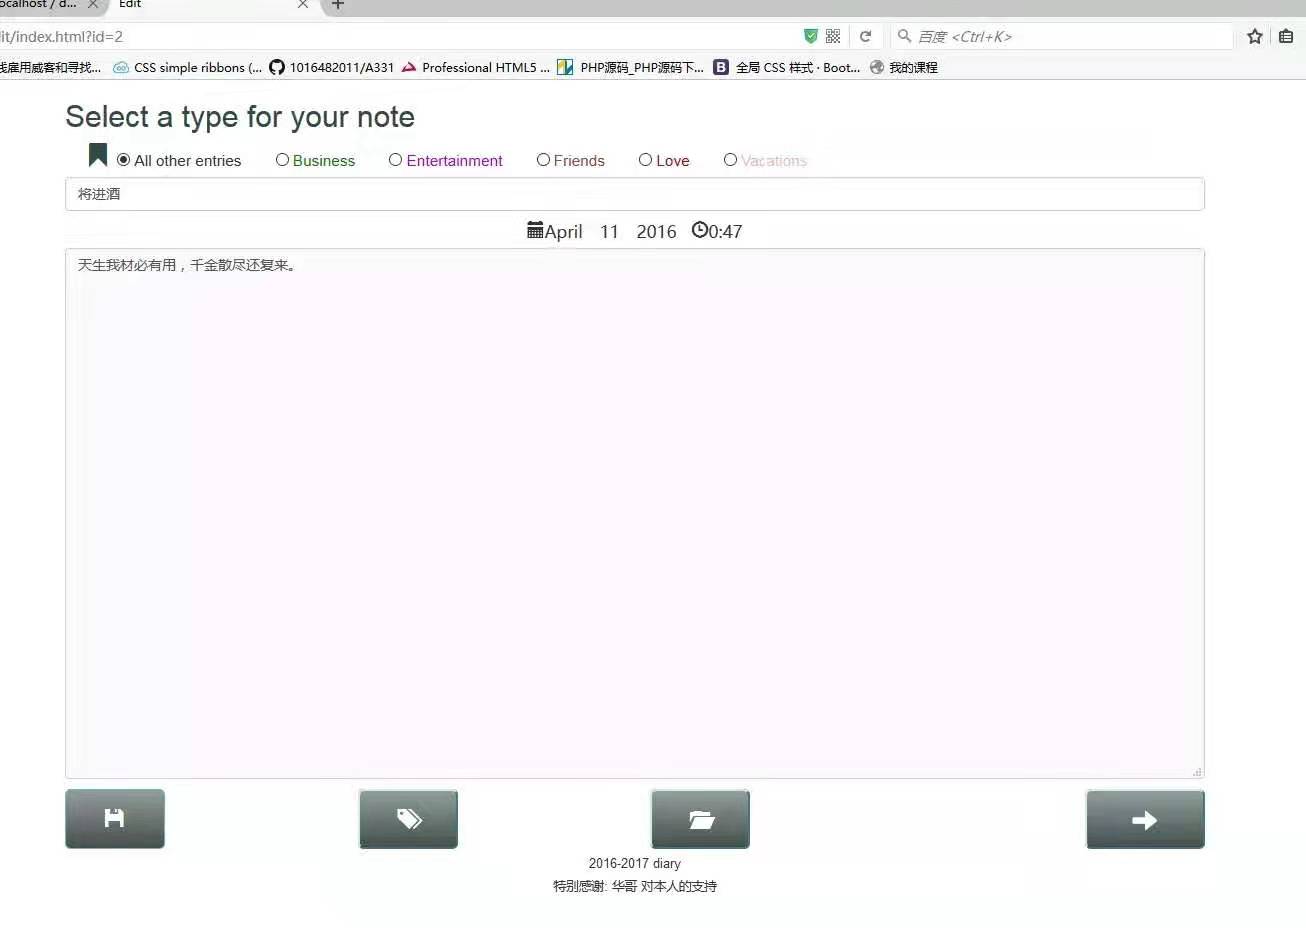 ocalhost / d...
Edit
lit/index.html?id=2
百度 <Ctrl+K>
雇用威客和寻找... CSS simple ribbons (... 1016482011/A331 Professional HTML5 ... PHP源码_PHP源码下... B 全局 CSS 样式 · Boot... 我的课程
Select a type for your note
All other entries Business Entertainment Friends Love Vacations
将进酒
April 11 2016 0:47
天生我材必有用，千金散尽还复来。
2016-2017 diary
特别感谢: 华哥 对本人的支持